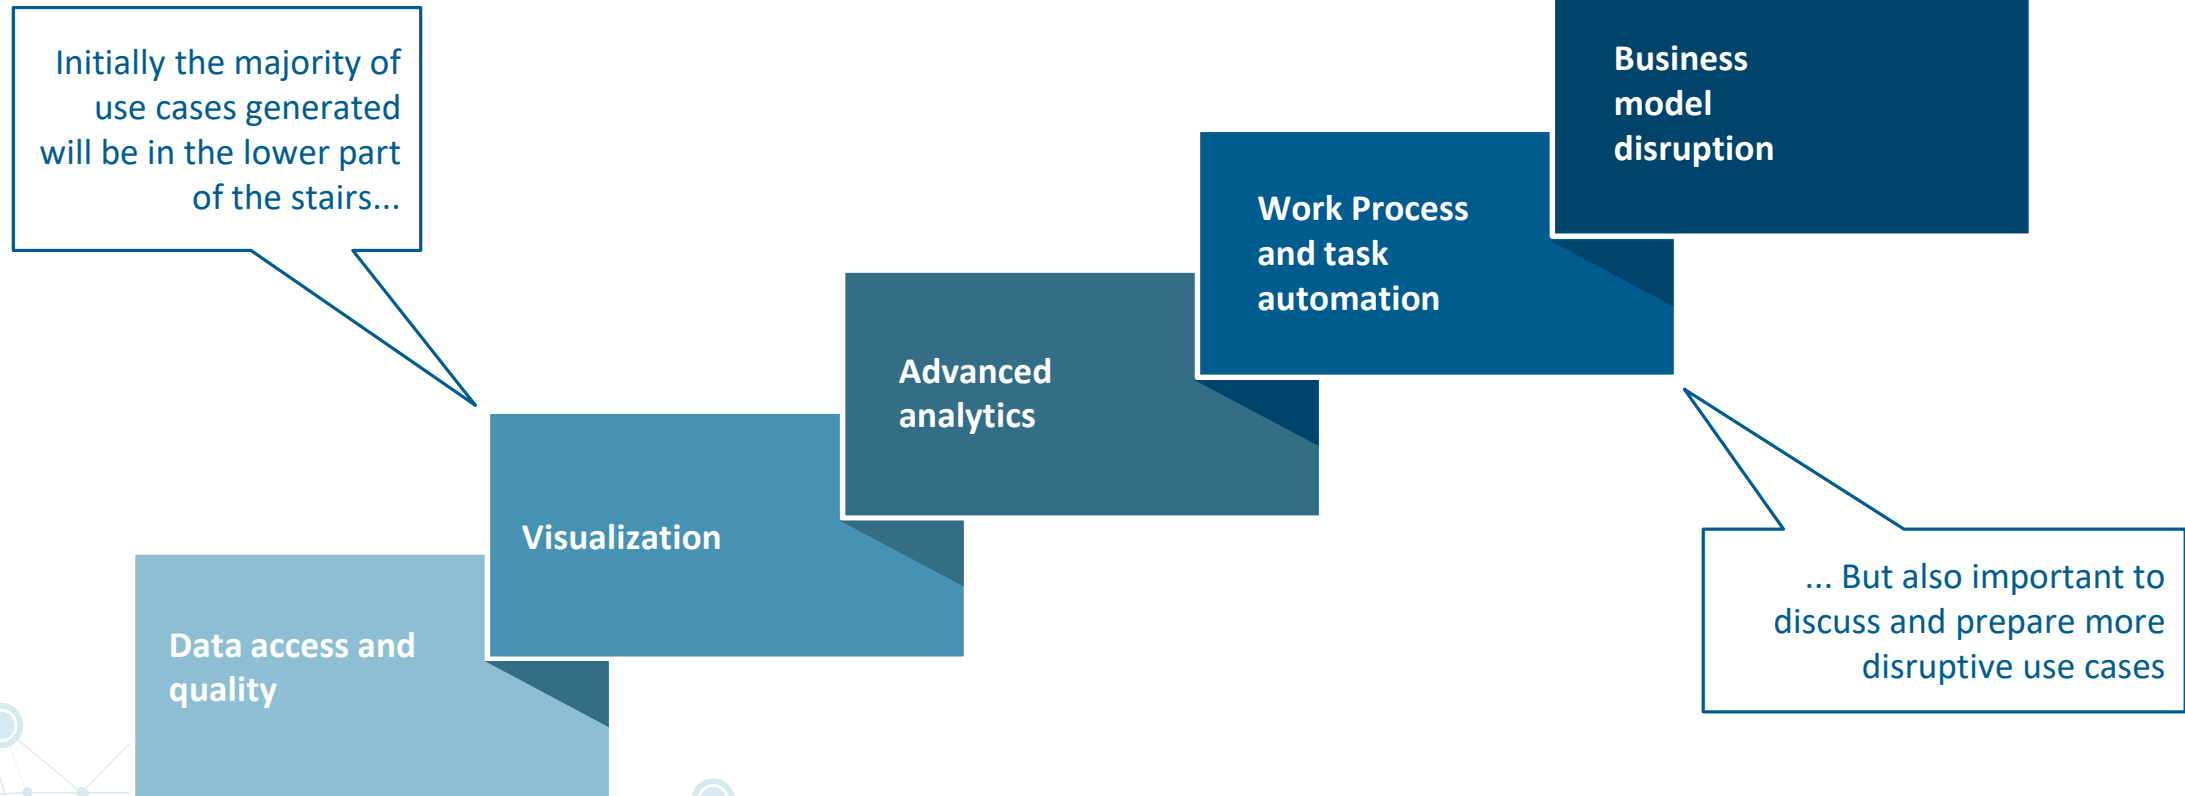 Initially the majority of
use cases generated
will be in the lower part
of the stairs...
Business
model
disruption
Work Process
and task
automation
Advanced
analytics
Visualization
Data access and
quality
... But also important to
discuss and prepare more
disruptive use cases